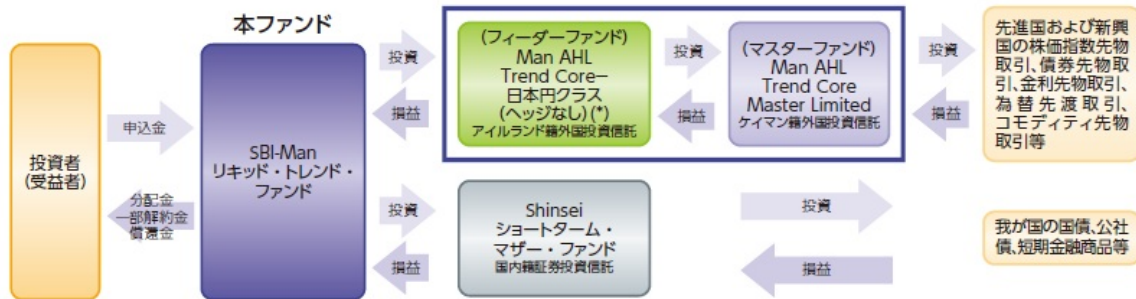 本ファンド
投資者
(受益者)
申込金
分配金
一部解約金
償還金
SBI-Man
リキッド・トレンド・
ファンド
投資
損益
(フィーダーファンド)
Man AHL
Trend Core−
日本円クラス
(ヘッジなし)(*)
アイルランド籍外国投資信託
投資
損益
(マスターファンド)
Man AHL
Trend Core
Master Limited
ケイマン籍外国投資信託
投資
損益
先進国および新興
国の株価指数先物
取引、債券先物取
引、金利先物取引、
為替先渡取引、
コモディティ先物
取引等
投資
損益
Shinsei
ショートターム・
マザー・ファンド
国内籍証券投資信託
投資
損益
我が国の国債、公社
債、短期金融商品等